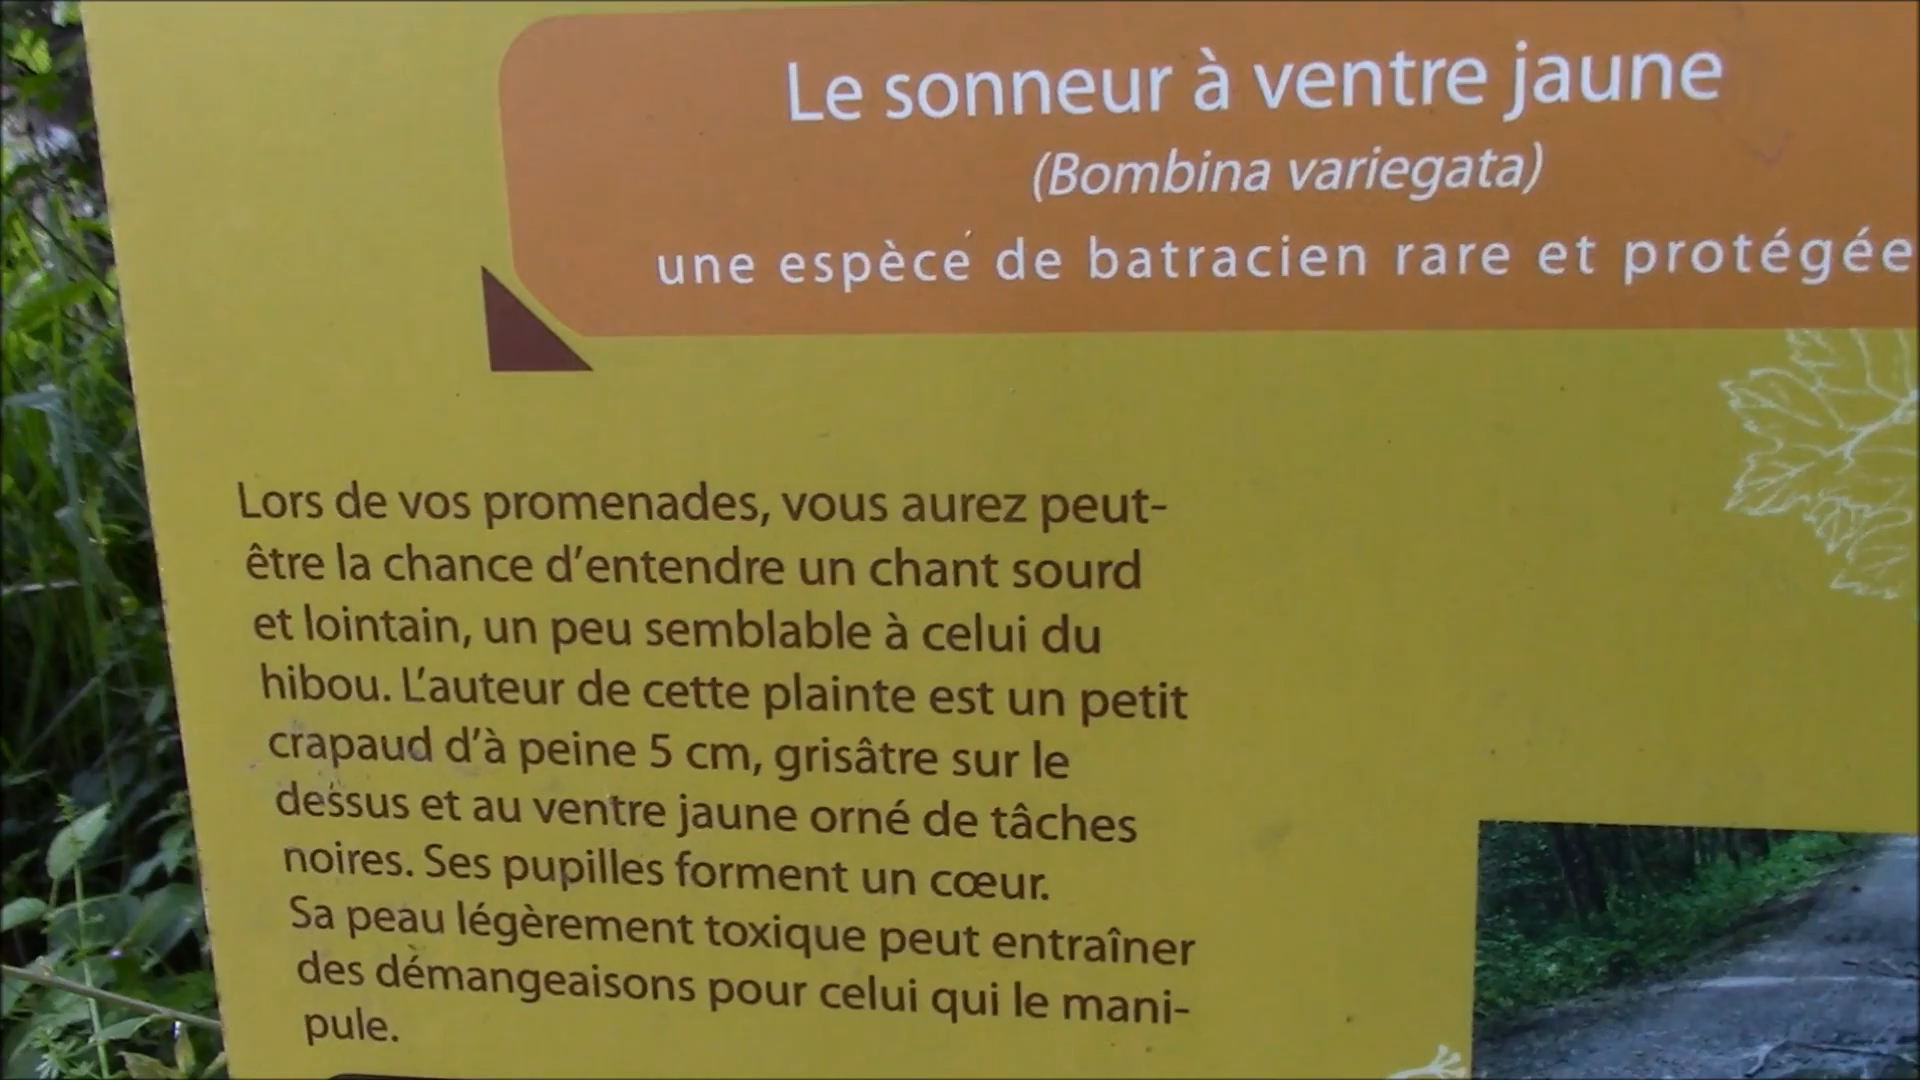 Le sonneur à ventre jaune
(Bombina variegata)
une espèce de batracien rare et protégée
Lors de vos promenades, vous aurez peut-
être la chance d'entendre un chant sourd
et lointain, un peu semblable à celui du
hibou. L'auteur de cette plainte est un petit
crapaud d'à peine 5 cm, grisâtre sur le
dessus et au ventre jaune orné de tâches
noires. Ses pupilles forment un cœur.
Sa peau légèrement toxique peut entraîner
des démangeaisons pour celui qui le mani-
pule.